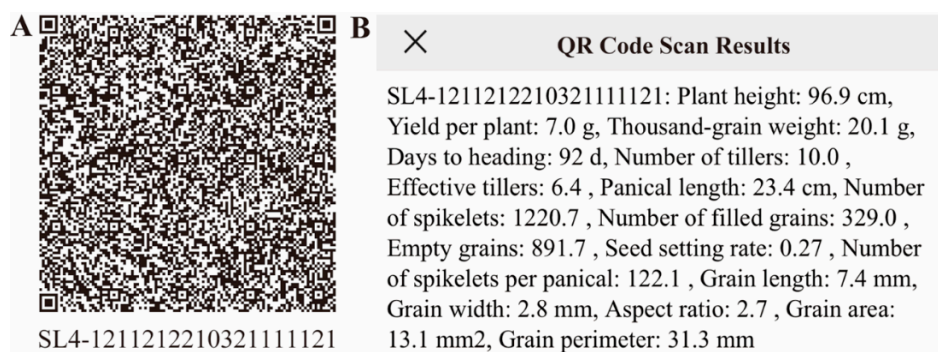 A
SL4-1211212210321111121
B
QR Code Scan Results
SL4-1211212210321111121: Plant height: 96.9 cm,
Yield per plant: 7.0 g, Thousand-grain weight: 20.1 g,
Days to heading: 92 d, Number of tillers: 10.0 ,
Effective tillers: 6.4 , Panical length: 23.4 cm, Number
of spikelets: 1220.7 , Number of filled grains: 329.0 ,
Empty grains: 891.7 , Seed setting rate: 0.27 , Number
of spikelets per panical: 122.1 , Grain length: 7.4 mm,
Grain width: 2.8 mm, Aspect ratio: 2.7 , Grain area:
13.1 mm2, Grain perimeter: 31.3 mm